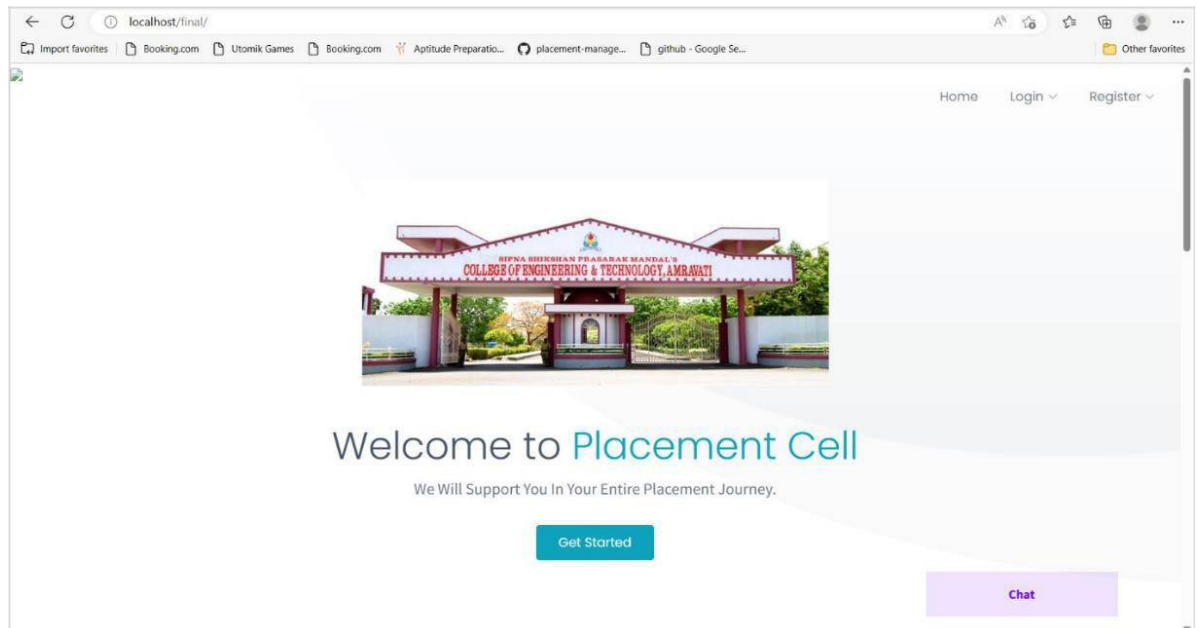 localhost/final/
Import favorites Booking.com Utomik Games Booking.com Aptitude Preparatio... placement-manage... github - Google Se... Other favorites
Home Login Register
SIPNA SHIKSHAN PRASARAK MANDAL'S
COLLEGE OF ENGINEERING & TECHNOLOGY, AMRAVATI
Welcome to Placement Cell
We Will Support You In Your Entire Placement Journey.
Get Started
Chat